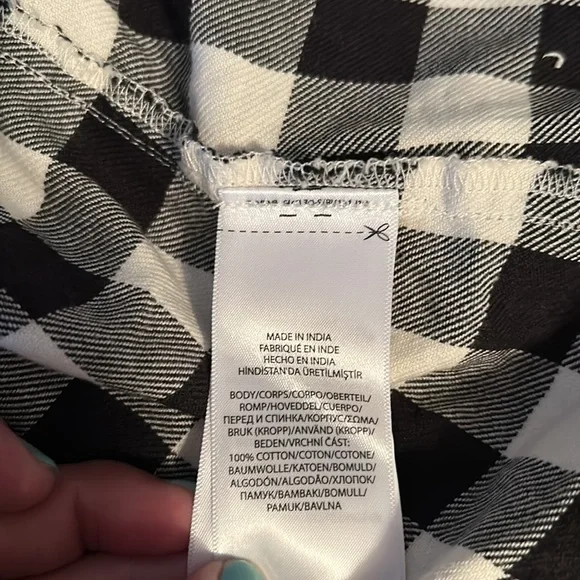 MADE IN INDIA
FABRIQUÉ EN INDE
HECHO EN INDIA
HİNDİSTAN'DA ÜRETİLMİŞTİR
BODY/CORPS/CORPO/OBERTEIL/
ROMP/HOVEDDEL/CUERPO/
ПЕРЕД И СПИНКА/КОРПУС/ΣΩΜΑ/
BRUK (KROPP)/ANVÄND (KROPP)/
BEDEN/VRCHNÍ ČÁST:
100% COTTON/COTON/COTONE/
BAUMWOLLE/KATOEN/BOMULD/
ALGODÓN/ALGODÃO/ХЛОПОК/
ПАМУК/BAMBAKI/BOMULL/
PAMUK/BAVLNA